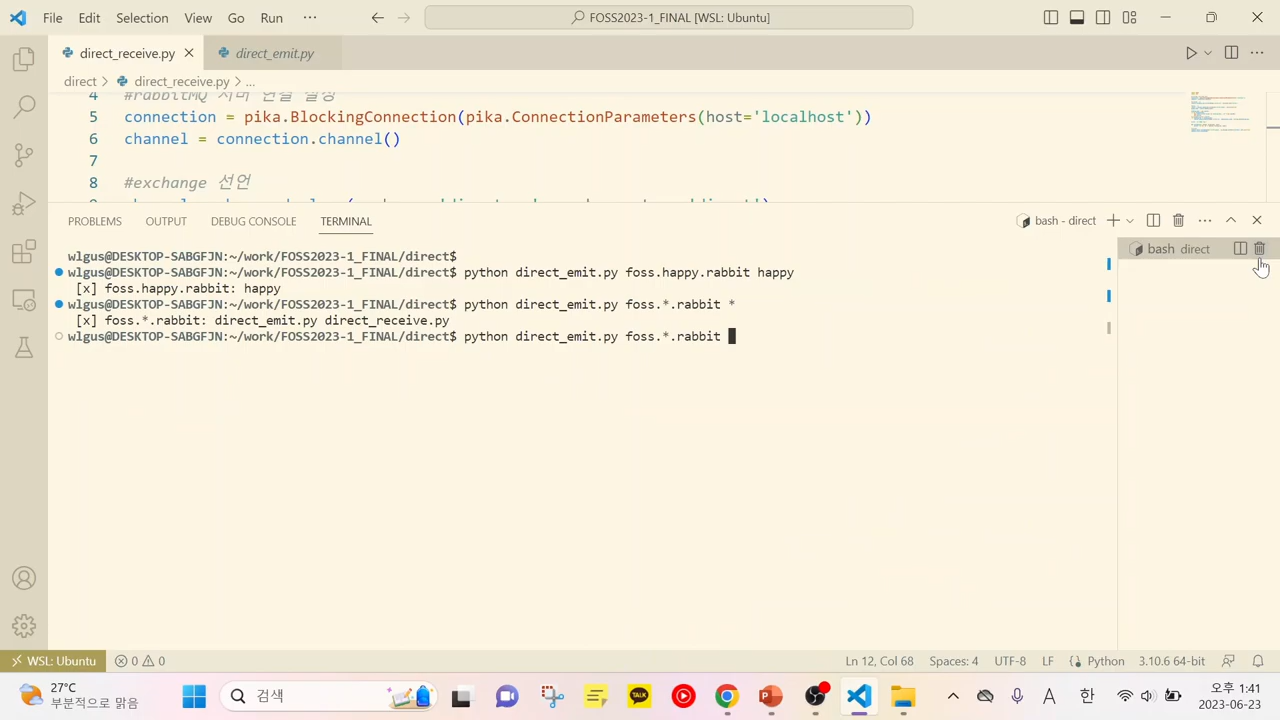 File Edit Selection View Go Run ··· FOSS2023-1_FINAL [WSL: Ubuntu]
direct_receive.py direct_emit.py
direct > direct_receive.py > ...
4 #rabbitMQ 서버 연결 설정
5 connection = pika.BlockingConnection(pika.ConnectionParameters(host='localhost'))
6 channel = connection.channel()
7
8 #exchange 선언
PROBLEMS OUTPUT DEBUG CONSOLE TERMINAL bash - direct
bash direct
wlgus@DESKTOP-SABGFJN:~/work/FOSS2023-1_FINAL/direct$
wlgus@DESKTOP-SABGFJN:~/work/FOSS2023-1_FINAL/direct$ python direct_emit.py foss.happy.rabbit happy
[x] foss.happy.rabbit: happy
wlgus@DESKTOP-SABGFJN:~/work/FOSS2023-1_FINAL/direct$ python direct_emit.py foss.*.rabbit *
[x] foss.*.rabbit: direct_emit.py direct_receive.py
wlgus@DESKTOP-SABGFJN:~/work/FOSS2023-1_FINAL/direct$ python direct_emit.py foss.*.rabbit
WSL: Ubuntu 0 0 Ln 12, Col 68 Spaces: 4 UTF-8 LF Python 3.10.6 64-bit
27°C
부분적으로 맑음
검색
TALK
A 한
오후 1:41
2023-06-23